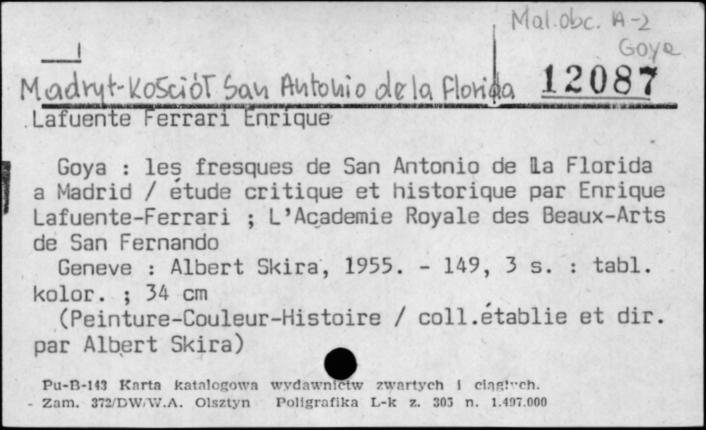 Mal.obc. A-2
Goya
Madryt-Kościół San Antonio de la Florida 12087
Lafuente Ferrari Enrique
Goya : les fresques de San Antonio de la Florida
a Madrid / étude critique et historique par Enrique
Lafuente-Ferrari ; L'Academie Royale des Beaux-Arts
de San Fernando
Geneve : Albert Skira, 1955. - 149, 3 s. : tabl.
kolor. ; 34 cm
(Peinture-Couleur-Histoire / coll.établie et dir.
par Albert Skira)
Pu-B-143 Karta katalogowa wydawnictw zwartych i ciągłych.
Zam. 372/DW/W.A. Olsztyn Poligrafika L-k z. 305 n. 1.497.000